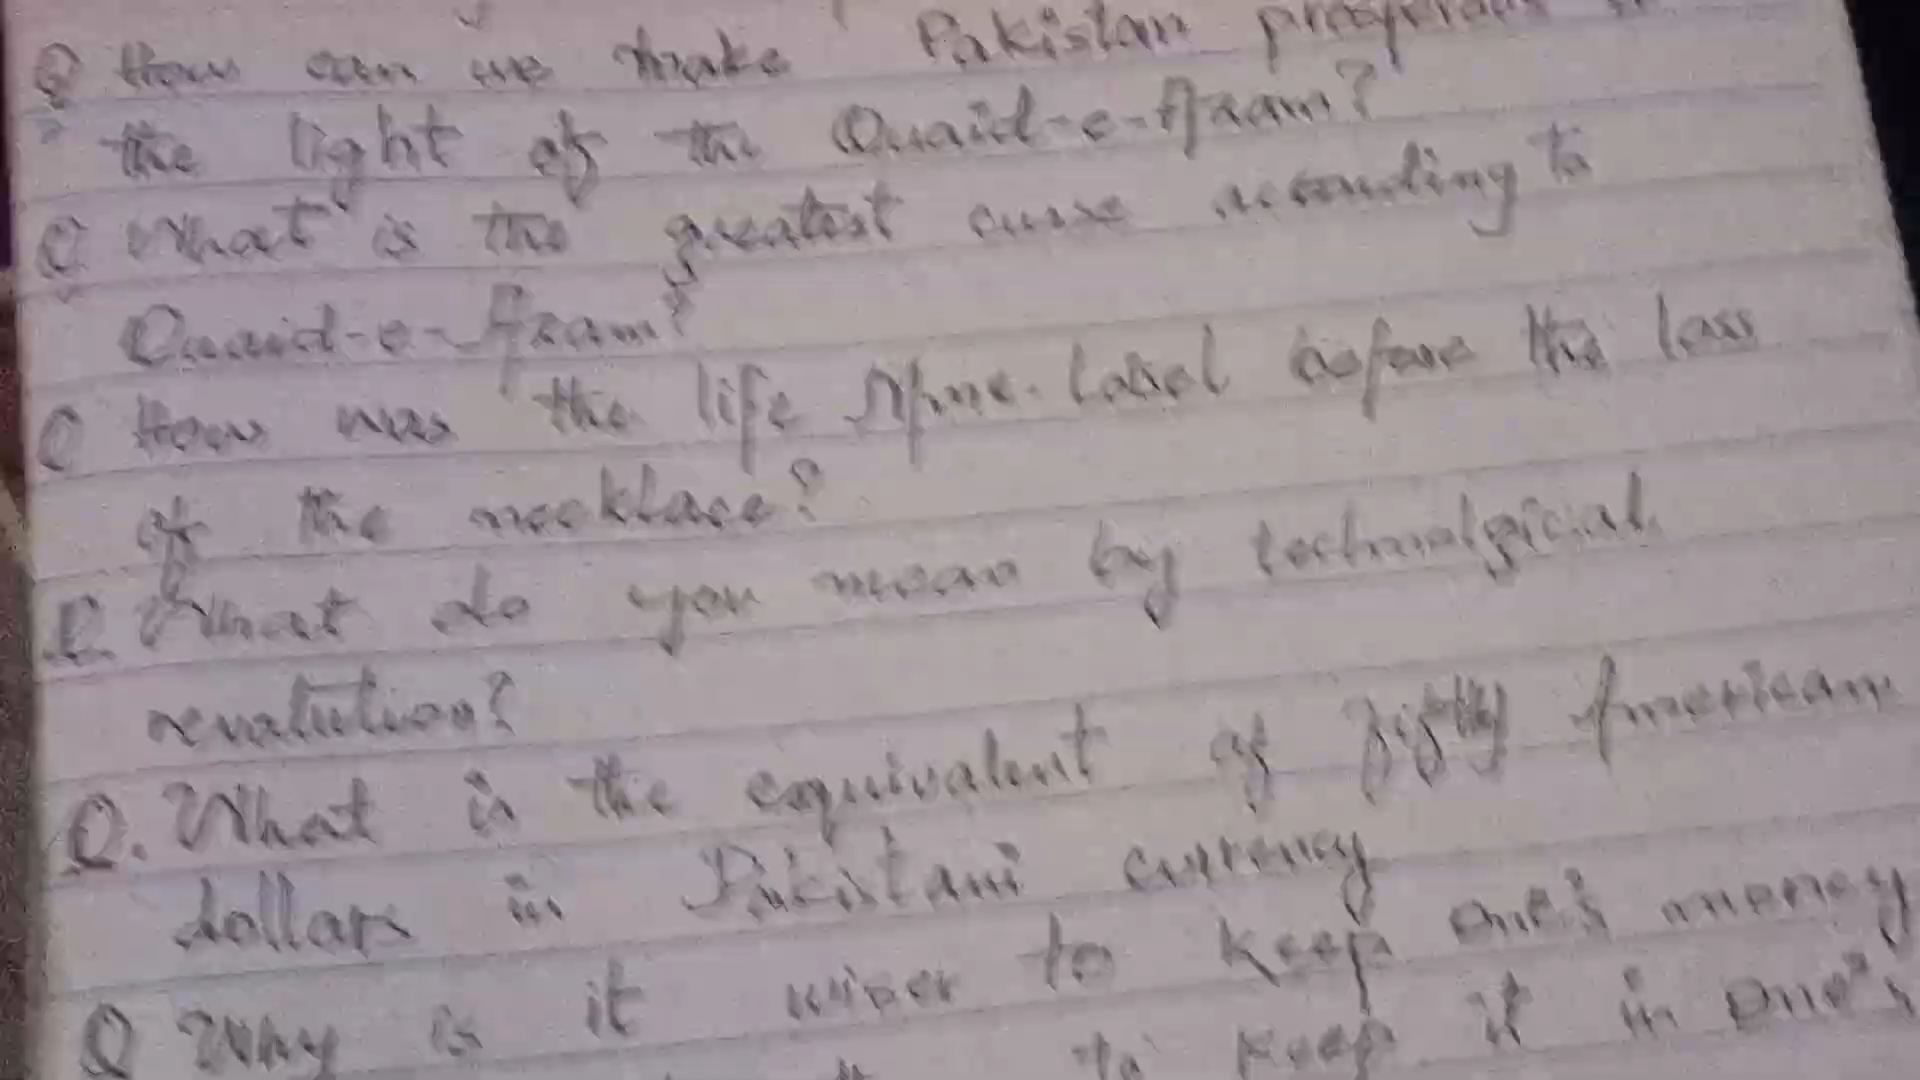 Q How can we make Pakistan prosperous in
the light of the Quaid-e-Azam?
Q What is the greatest curse according to
Quaid-e-Azam?
Q How was the life Mme. Loisel before the loss
of the necklace?
Q What do you mean by technolgicial
revolution?
Q. What is the equivalent of fifty American
dollars in Pakistani currency
Q Why is it wiser to keep one's money
to keep it in one's